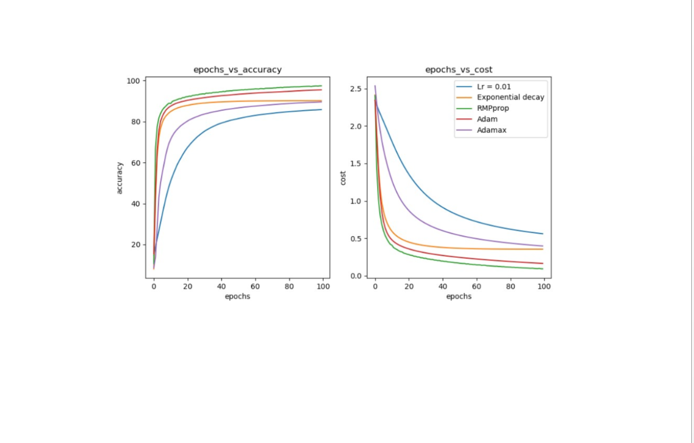 epochs_vs_accuracy
100
80
60
40
20
accuracy
0
20
40
60
80
100
epochs
epochs_vs_cost
2.5
2.0
1.5
1.0
0.5
0.0
cost
0
20
40
60
80
100
epochs
Lr = 0.01
Exponential decay
RMPprop
Adam
Adamax